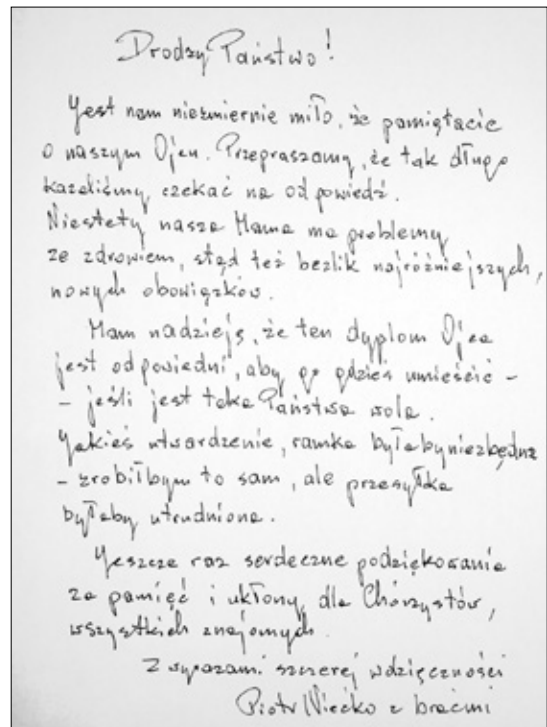 Drodzy Państwo!
Jest nam niezmiernie miło, że pamiętacie
o naszym Ojcu. Przepraszamy, że tak długo
kazaliśmy czekać na odpowiedź.
Niestety nasza Mama ma problemy
ze zdrowiem, stąd też bezlik najróżniejszych,
nowych obowiązków.
Mam nadzieję, że ten dyplom Ojca
jest odpowiedni, aby go gdzieś umieścić -
- jeśli jest taka Państwa wola.
Jakieś utwardzenie, ramka byłaby niezbędna
- zrobiłbym to sam, ale przesyłka
byłaby utrudniona.
Jeszcze raz serdeczne podziękowania
za pamięć i ukłony dla Chórzystów,
wszystkich znajomych.
Z wyrazami szczerej wdzięczności
Piotr Wiećko z braćmi